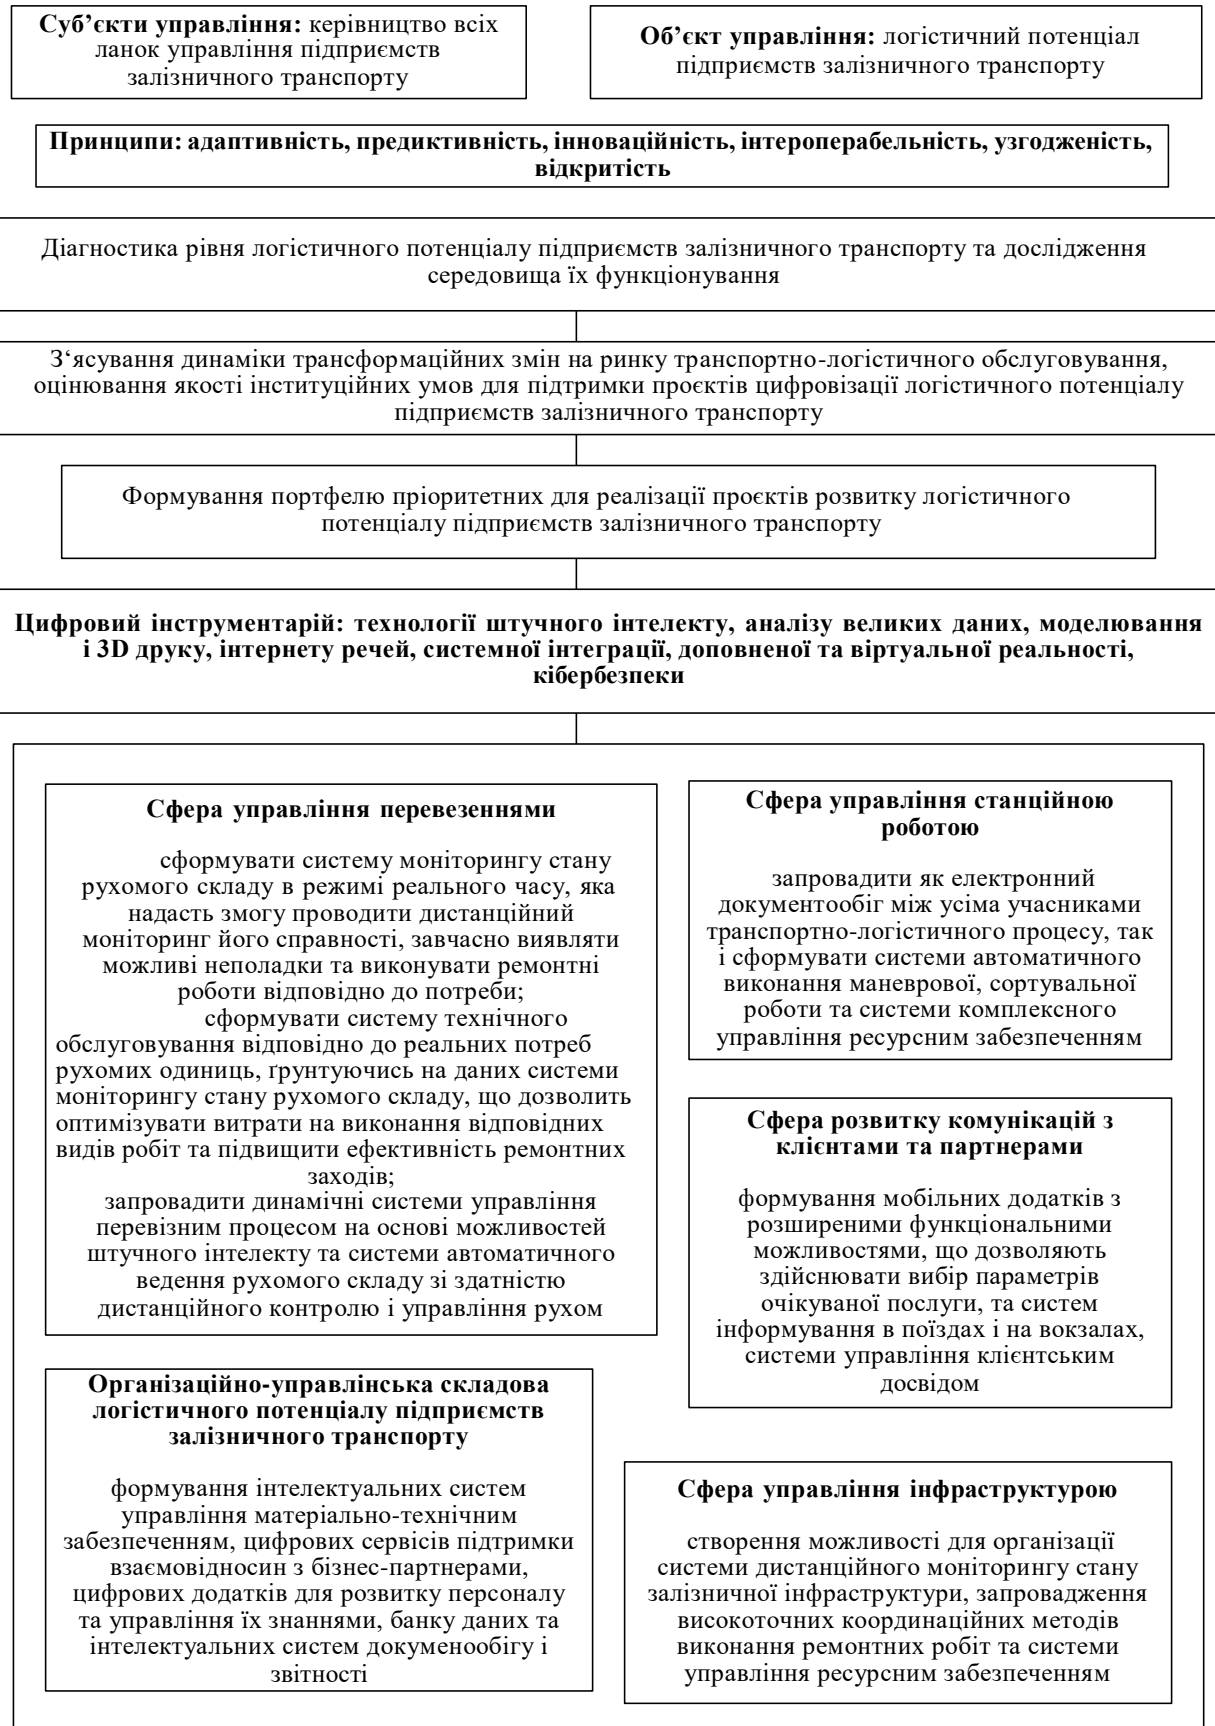 Суб’єкти управління: керівництво всіх
ланок управління підприємств
залізничного транспорту
Об’єкт управління: логістичний потенціал
підприємств залізничного транспорту
Принципи: адаптивність, предиктивність, інноваційність, інтероперабельність, узгодженість,
відкритість
Діагностика рівня логістичного потенціалу підприємств залізничного транспорту та дослідження
середовища їх функціонування
З‘ясування динаміки трансформаційних змін на ринку транспортно-логістичного обслуговування,
оцінювання якості інституційних умов для підтримки проєктів цифровізації логістичного потенціалу
підприємств залізничного транспорту
Формування портфелю пріоритетних для реалізації проєктів розвитку логістичного
потенціалу підприємств залізничного транспорту
Цифровий інструментарій: технології штучного інтелекту, аналізу великих даних, моделювання
і 3D друку, інтернету речей, системної інтеграції, доповненої та віртуальної реальності,
кібербезпеки
Сфера управління перевезеннями
сформувати систему моніторингу стану
рухомого складу в режимі реального часу, яка
надасть змогу проводити дистанційний
моніторинг його справності, завчасно виявляти
можливі неполадки та виконувати ремонтні
роботи відповідно до потреби;
сформувати систему технічного
обслуговування відповідно до реальних потреб
рухомих одиниць, ґрунтуючись на даних системи
моніторингу стану рухомого складу, що дозволить
оптимізувати витрати на виконання відповідних
видів робіт та підвищити ефективність ремонтних
заходів;
запровадити динамічні системи управління
перевізним процесом на основі можливостей
штучного інтелекту та системи автоматичного
ведення рухомого складу зі здатністю
дистанційного контролю і управління рухом
Сфера управління станційною
роботою
запровадити як електронний
документообіг між усіма учасниками
транспортно-логістичного процесу, так
і сформувати системи автоматичного
виконання маневрової, сортувальної
роботи та системи комплексного
управління ресурсним забезпеченням
Сфера розвитку комунікацій з
клієнтами та партнерами
формування мобільних додатків з
розширеними функціональними
можливостями, що дозволяють
здійснювати вибір параметрів
очікуваної послуги, та систем
інформування в поїздах і на вокзалах,
системи управління клієнтським
досвідом
Організаційно-управлінська складова
логістичного потенціалу підприємств
залізничного транспорту
формування інтелектуальних систем
управління матеріально-технічним
забезпеченням, цифрових сервісів підтримки
взаємовідносин з бізнес-партнерами,
цифрових додатків для розвитку персоналу
та управління їх знаннями, банку даних та
інтелектуальних систем докуменообігу і
звітності
Сфера управління інфраструктурою
створення можливості для організації
системи дистанційного моніторингу стану
залізничної інфраструктури, запровадження
високоточних координаційних методів
виконання ремонтних робіт та системи
управління ресурсним забезпеченням